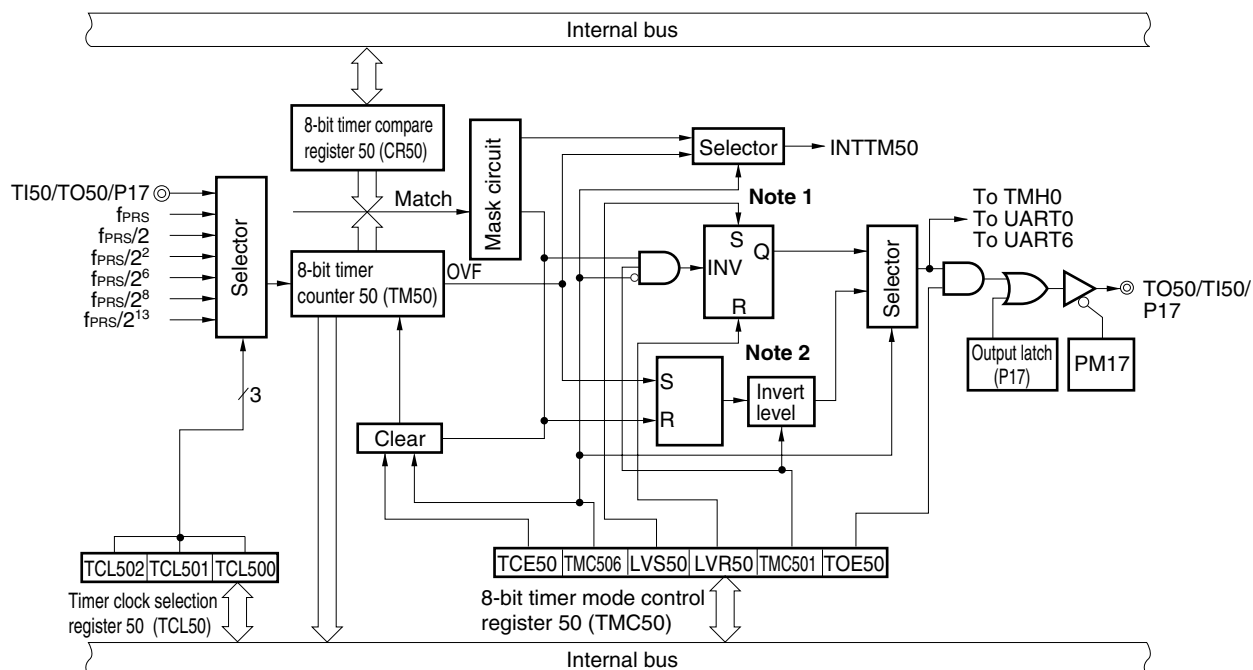 Internal bus
8-bit timer compare
register 50 (CR50)
Mask circuit
Selector
INTTM50
TI50/TO50/P17
fPRS
fPRS/2
fPRS/2²
fPRS/2⁶
fPRS/2⁸
fPRS/2¹³
Selector
Match
8-bit timer
counter 50 (TM50)
OVF
Note 1
S
Q
INV
R
Selector
To TMH0
To UART0
To UART6
TO50/TI50/
P17
Output latch
(P17)
PM17
Note 2
S
R
Invert
level
3
Clear
TCL502
TCL501
TCL500
Timer clock selection
register 50 (TCL50)
TCE50
TMC506
LVS50
LVR50
TMC501
TOE50
8-bit timer mode control
register 50 (TMC50)
Internal bus